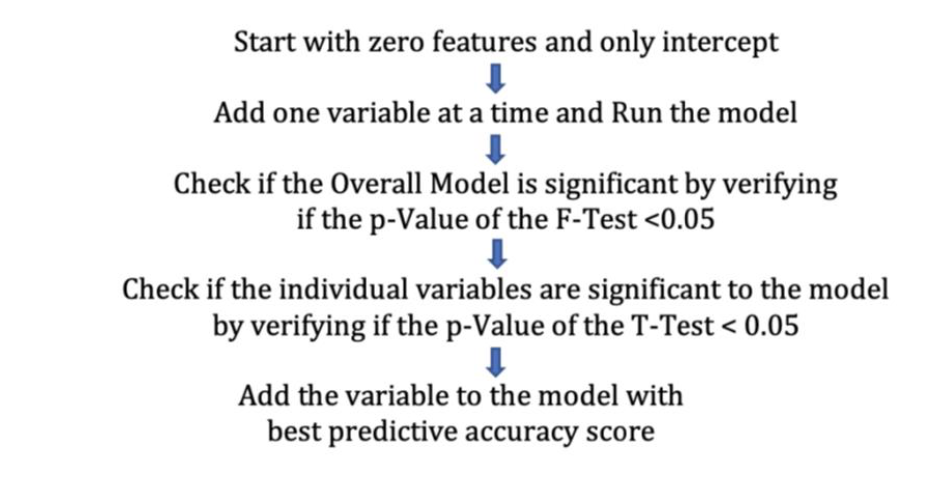 Start with zero features and only intercept
Add one variable at a time and Run the model
Check if the Overall Model is significant by verifying
if the p-Value of the F-Test <0.05
Check if the individual variables are significant to the model
by verifying if the p-Value of the T-Test < 0.05
Add the variable to the model with
best predictive accuracy score